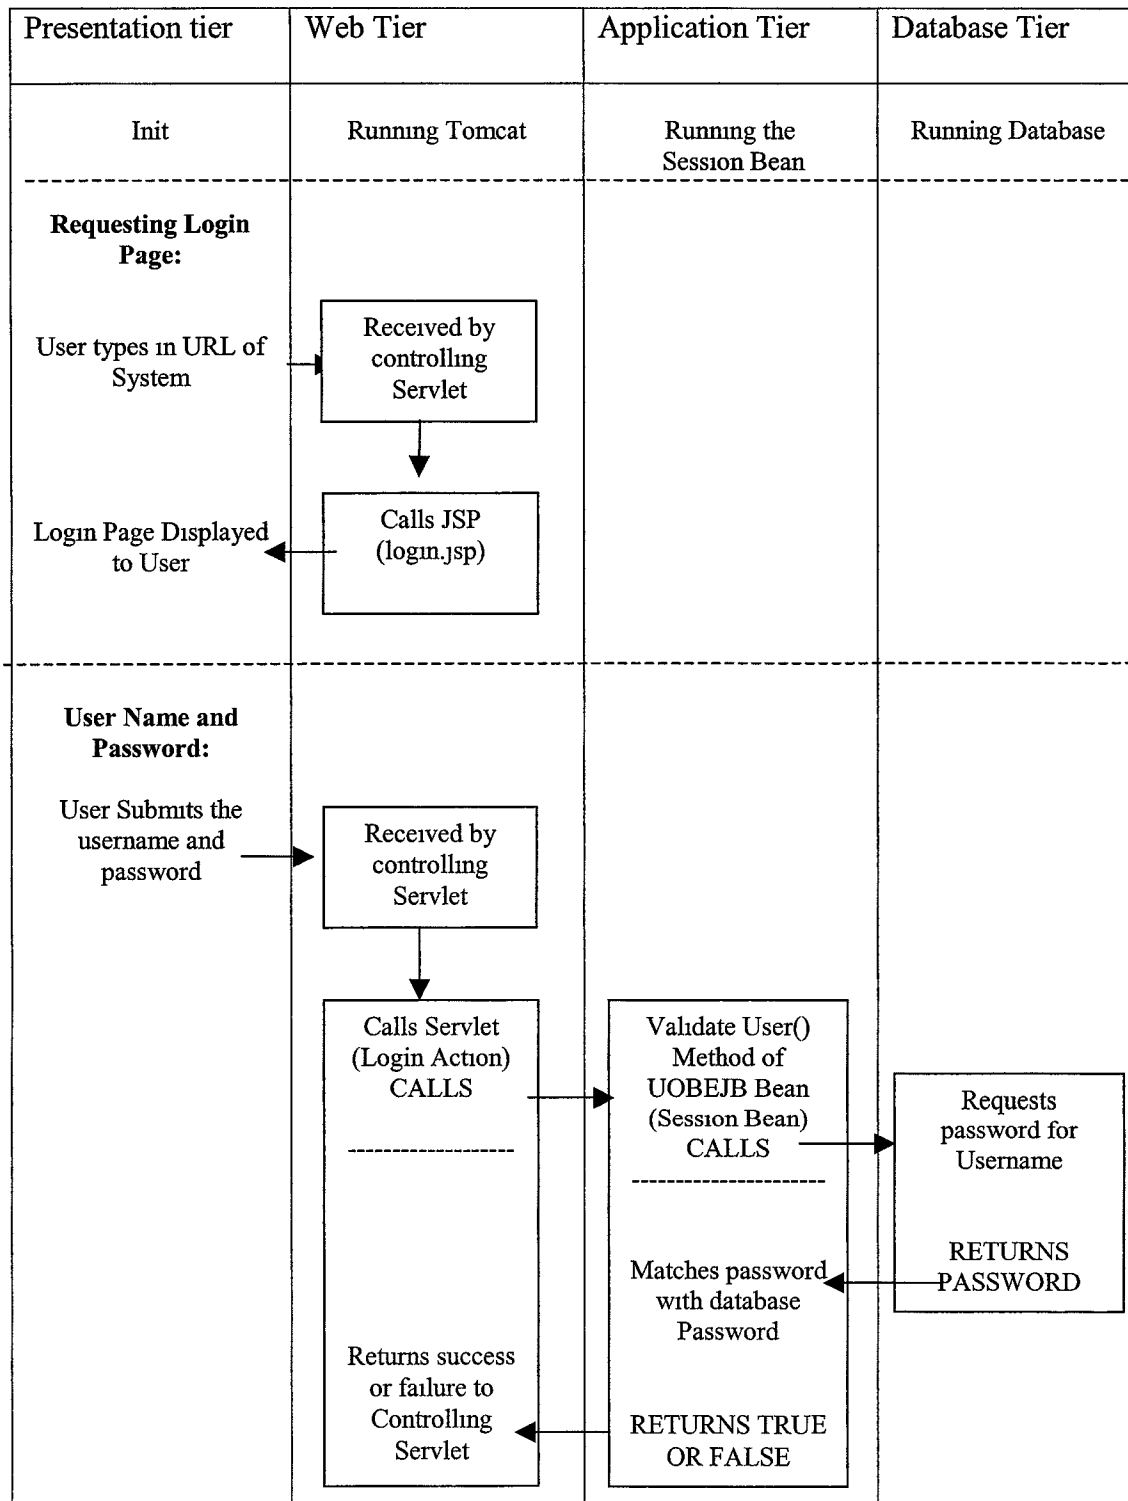 Presentation tier
Web Tier
Application Tier
Database Tier
Init
Running Tomcat
Running the
Session Bean
Running Database
Requesting Login
Page:
User types in URL of
System
Received by
controlling
Servlet
Calls JSP
(login.jsp)
Login Page Displayed
to User
User Name and
Password:
User Submits the
username and
password
Received by
controlling
Servlet
Calls Servlet
(Login Action)
CALLS
Validate User()
Method of
UOBEJB Bean
(Session Bean)
CALLS
Requests
password for
Username
RETURNS
PASSWORD
Matches password
with database
Password
RETURNS TRUE
OR FALSE
Returns success
or failure to
Controlling
Servlet